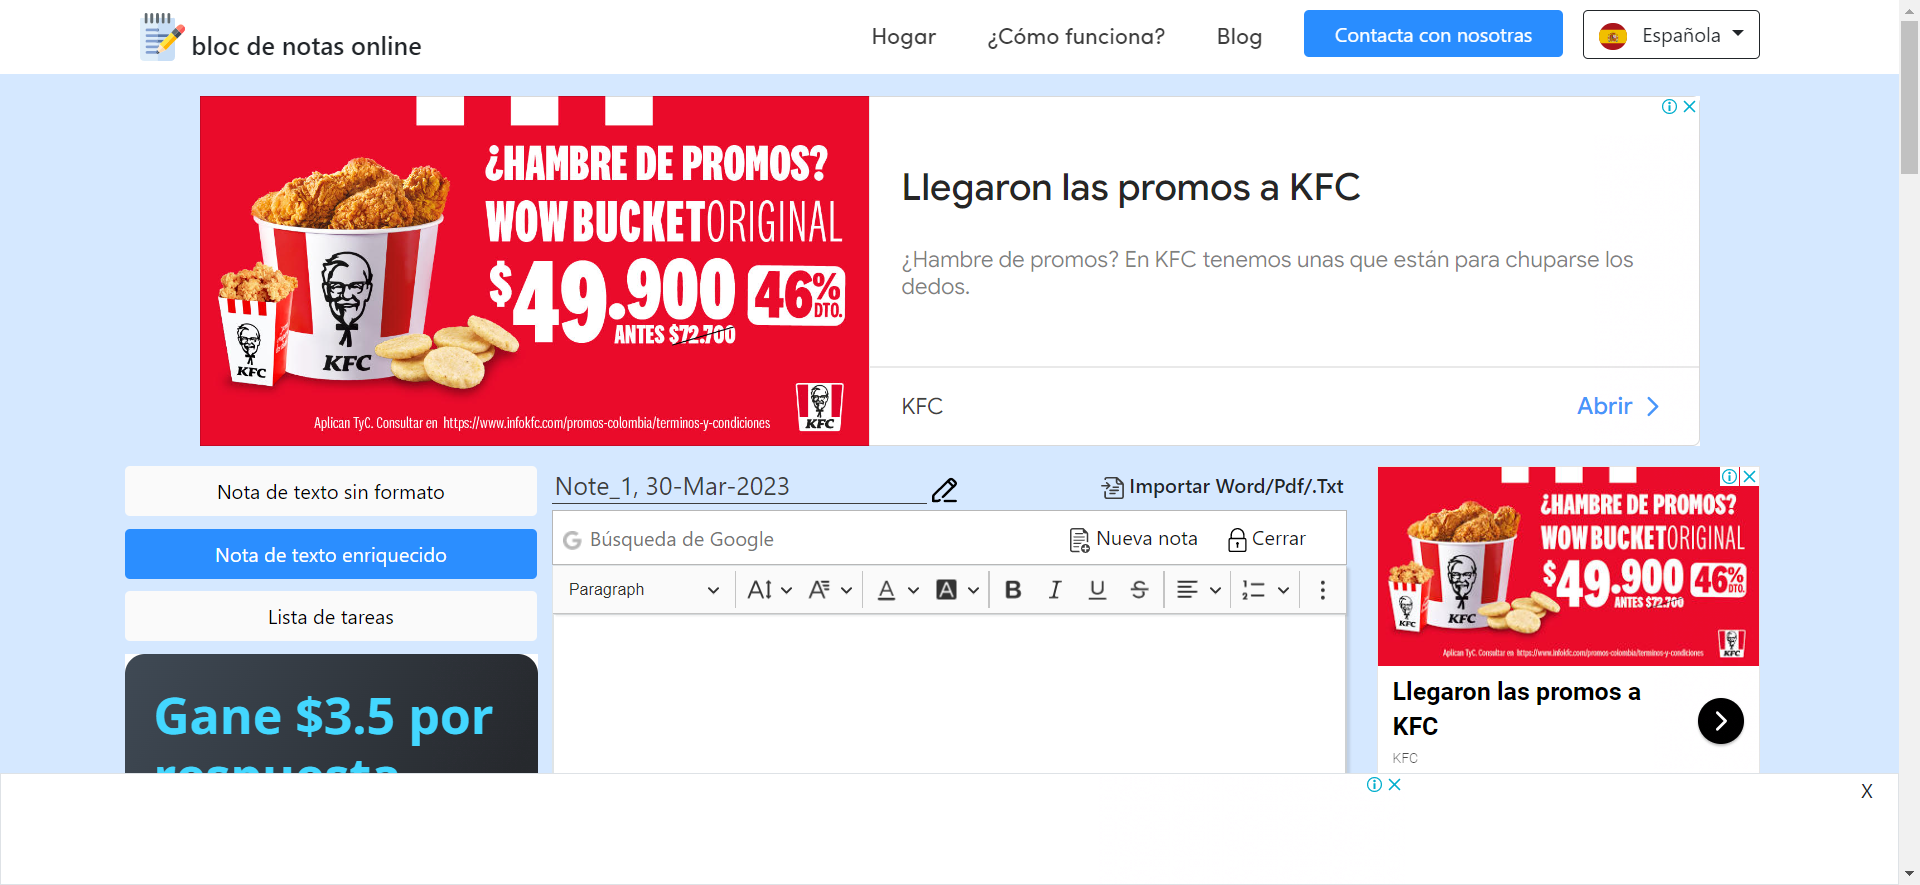 bloc de notas online
Hogar
¿Cómo funciona?
Blog
Contacta con nosotras
Española
¿HAMBRE DE PROMOS?
WOW BUCKET ORIGINAL
$49.900
46% DTO.
ANTES $72.700
KFC
KFC
Aplican TyC. Consultar en https://www.infokfc.com/promos-colombia/terminos-y-condiciones
KFC
Llegaron las promos a KFC
¿Hambre de promos? En KFC tenemos unas que están para chuparse los
dedos.
KFC
Abrir
Nota de texto sin formato
Nota de texto enriquecido
Lista de tareas
Gane $3.5 por
respuesta
Note_1, 30-Mar-2023
Importar Word/Pdf/.Txt
G Búsqueda de Google
Nueva nota
Cerrar
Paragraph
¿HAMBRE DE PROMOS?
WOW BUCKET ORIGINAL
$49.900
46% DTO.
ANTES $72.700
KFC
KFC
Aplican TyC. Consultar en https://www.infokfc.com/promos-colombia/terminos-y-condiciones
KFC
Llegaron las promos a
KFC
KFC
X